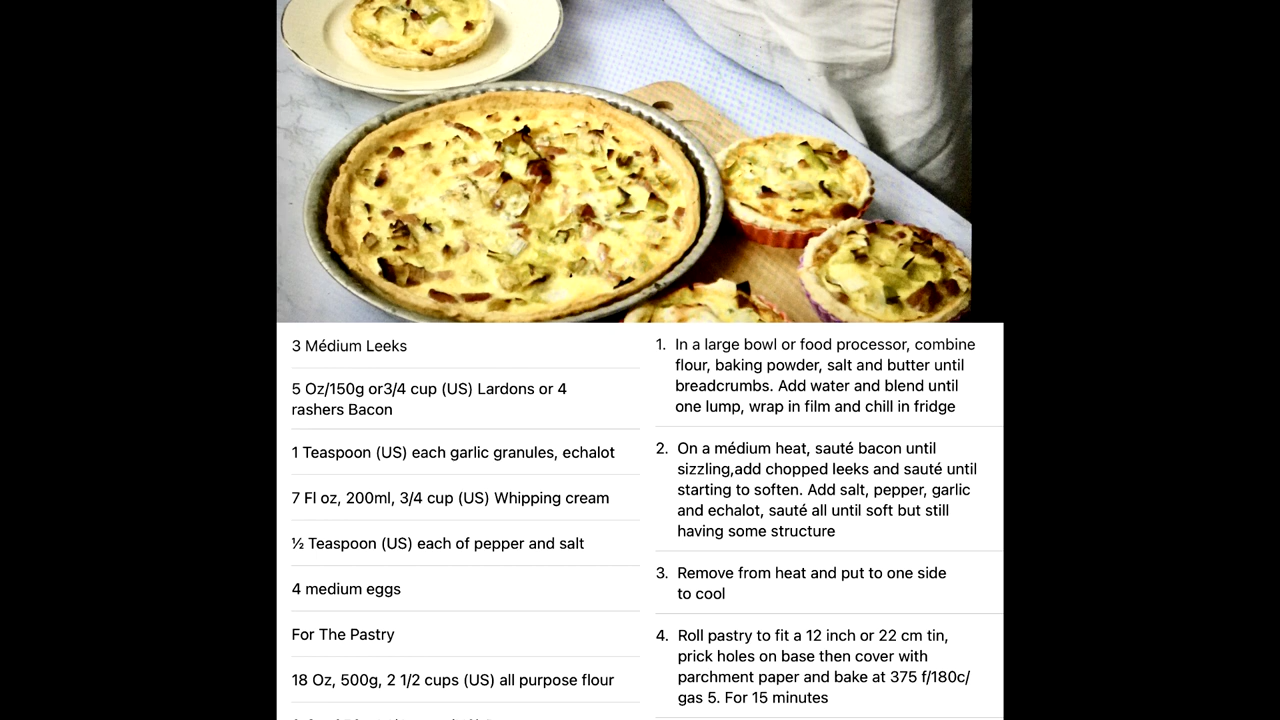 3 Médium Leeks
5 Oz/150g or3/4 cup (US) Lardons or 4
rashers Bacon
1 Teaspoon (US) each garlic granules, echalot
7 Fl oz, 200ml, 3/4 cup (US) Whipping cream
½ Teaspoon (US) each of pepper and salt
4 medium eggs
For The Pastry
18 Oz, 500g, 2 1/2 cups (US) all purpose flour
1. In a large bowl or food processor, combine
flour, baking powder, salt and butter until
breadcrumbs. Add water and blend until
one lump, wrap in film and chill in fridge
2. On a médium heat, sauté bacon until
sizzling,add chopped leeks and sauté until
starting to soften. Add salt, pepper, garlic
and echalot, sauté all until soft but still
having some structure
3. Remove from heat and put to one side
to cool
4. Roll pastry to fit a 12 inch or 22 cm tin,
prick holes on base then cover with
parchment paper and bake at 375 f/180c/
gas 5. For 15 minutes